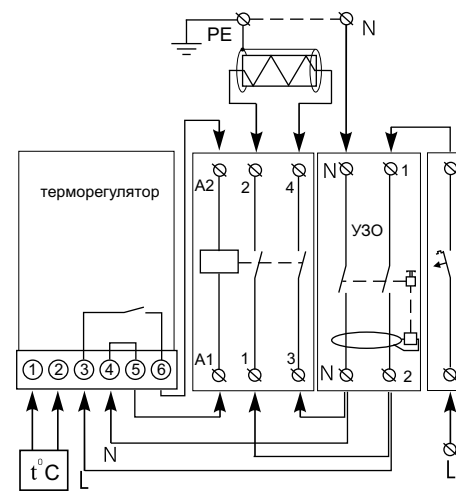 PE N
A2 2 4 N 1
терморегулятор
УЗО
A1 1 3 N 2
1 2 3 4 5 6
t°C L N L